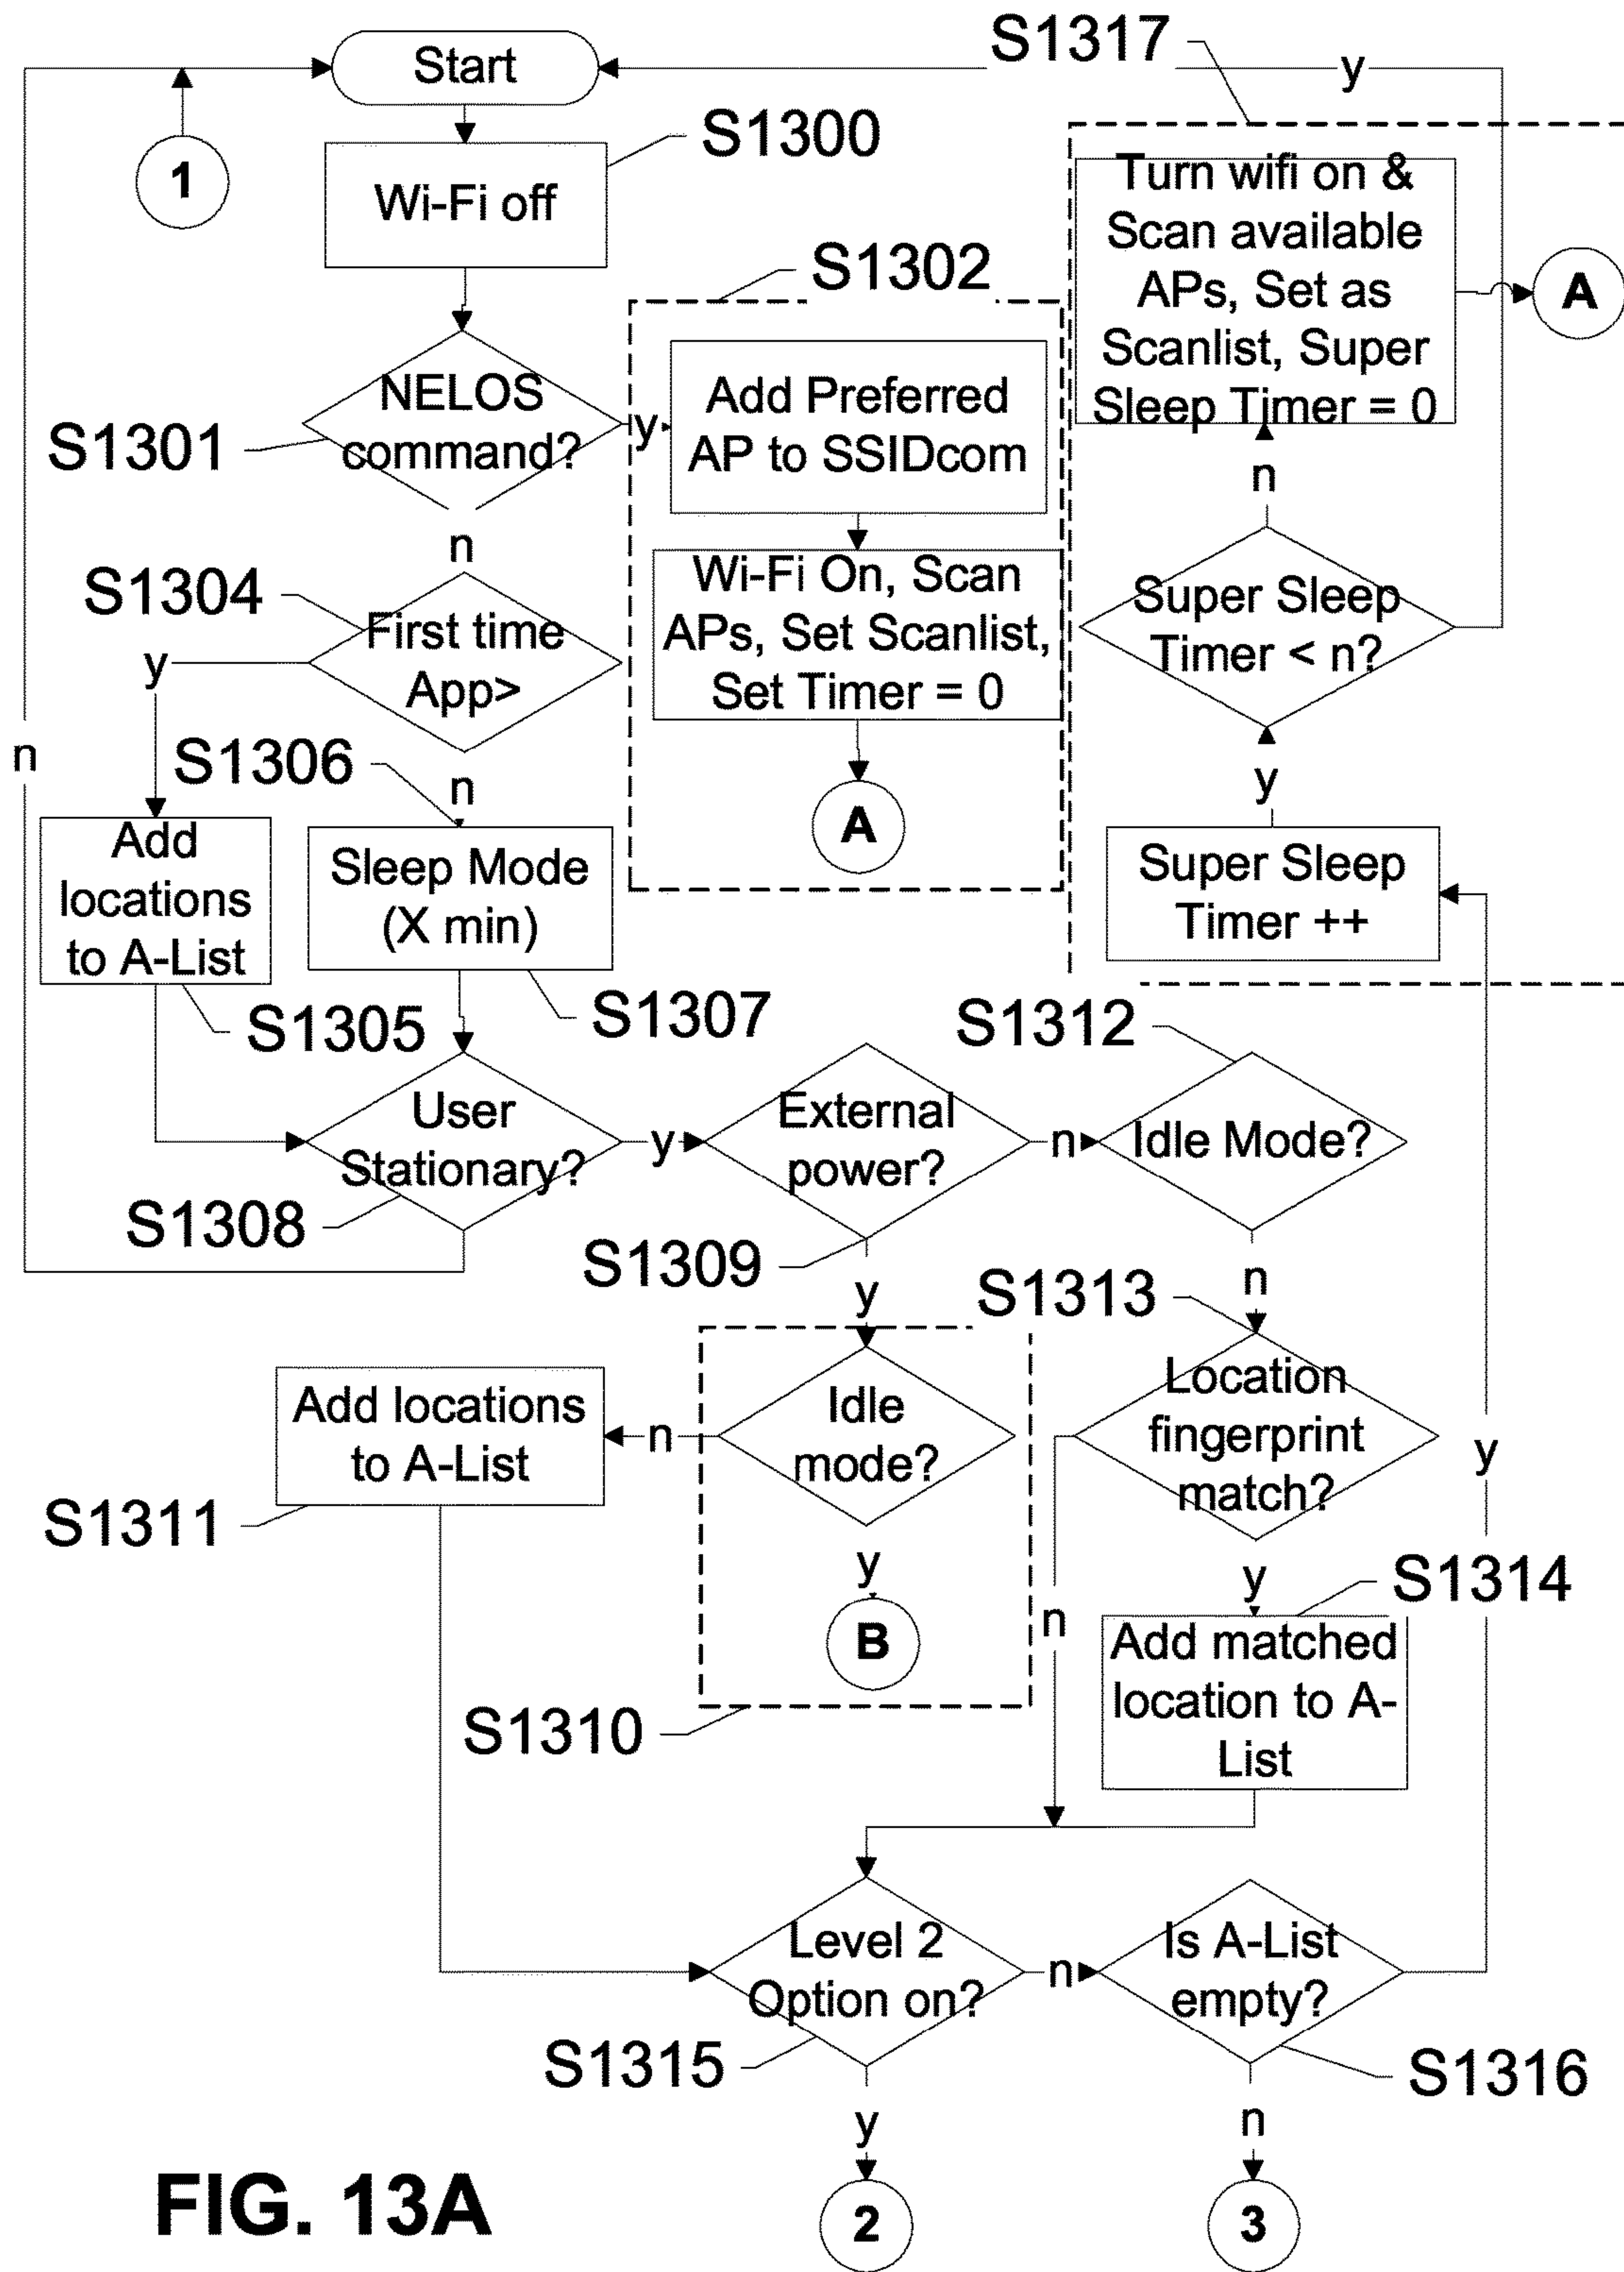 S1317
Start
y
1
S1300
Wi-Fi off
S1302
Turn wifi on &
Scan available
APs, Set as
Scanlist, Super
Sleep Timer = 0
A
NELOS
command?
S1301
y
Add Preferred
AP to SSIDcom
n
n
S1304
First time
App>
y
Wi-Fi On, Scan
APs, Set Scanlist,
Set Timer = 0
Super Sleep
Timer < n?
n
S1306
n
y
A
Add
locations
to A-List
Sleep Mode
(X min)
Super Sleep
Timer ++
S1305
S1307
S1312
User
Stationary?
y
External
power?
n
Idle Mode?
S1308
S1309
y
S1313
n
Add locations
to A-List
n
Idle
mode?
Location
fingerprint
match?
y
S1311
y
B
n
y
S1314
Add matched
location to A-
List
S1310
Level 2
Option on?
n
Is A-List
empty?
S1315
S1316
y
n
2
3
FIG. 13A